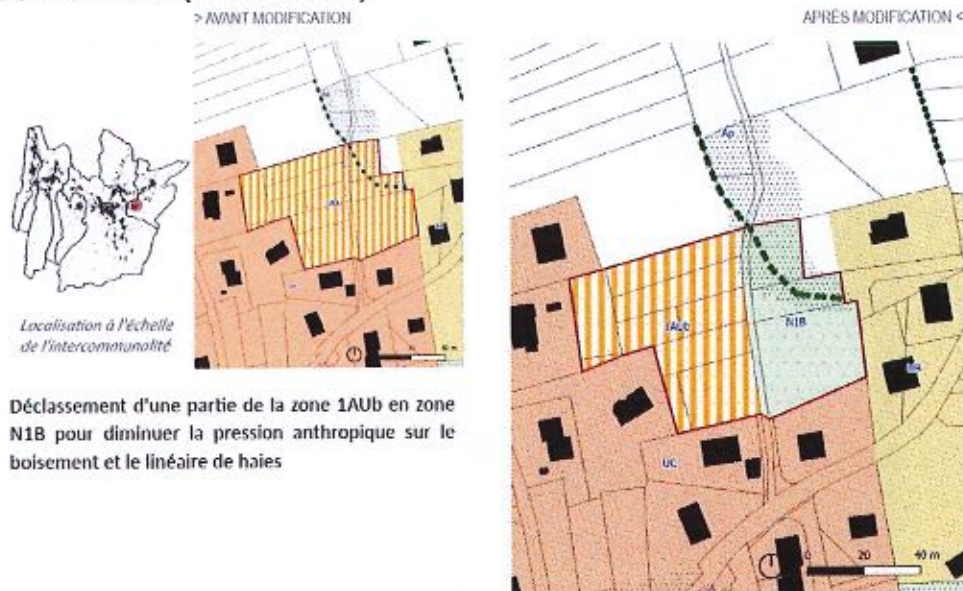 > AVANT MODIFICATION
APRÈS MODIFICATION <
Ap
1AUb
N1B
UC
0 20 40 m
Localisation à l'échelle
de l'intercommunalité
Déclassement d'une partie de la zone 1AUb en zone
N1B pour diminuer la pression anthropique sur le
boisement et le linéaire de haies